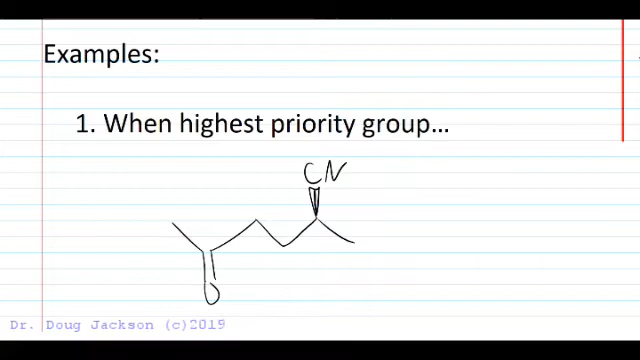 Examples:
1. When highest priority group...
CN
O
Dr. Doug Jackson (c)2019